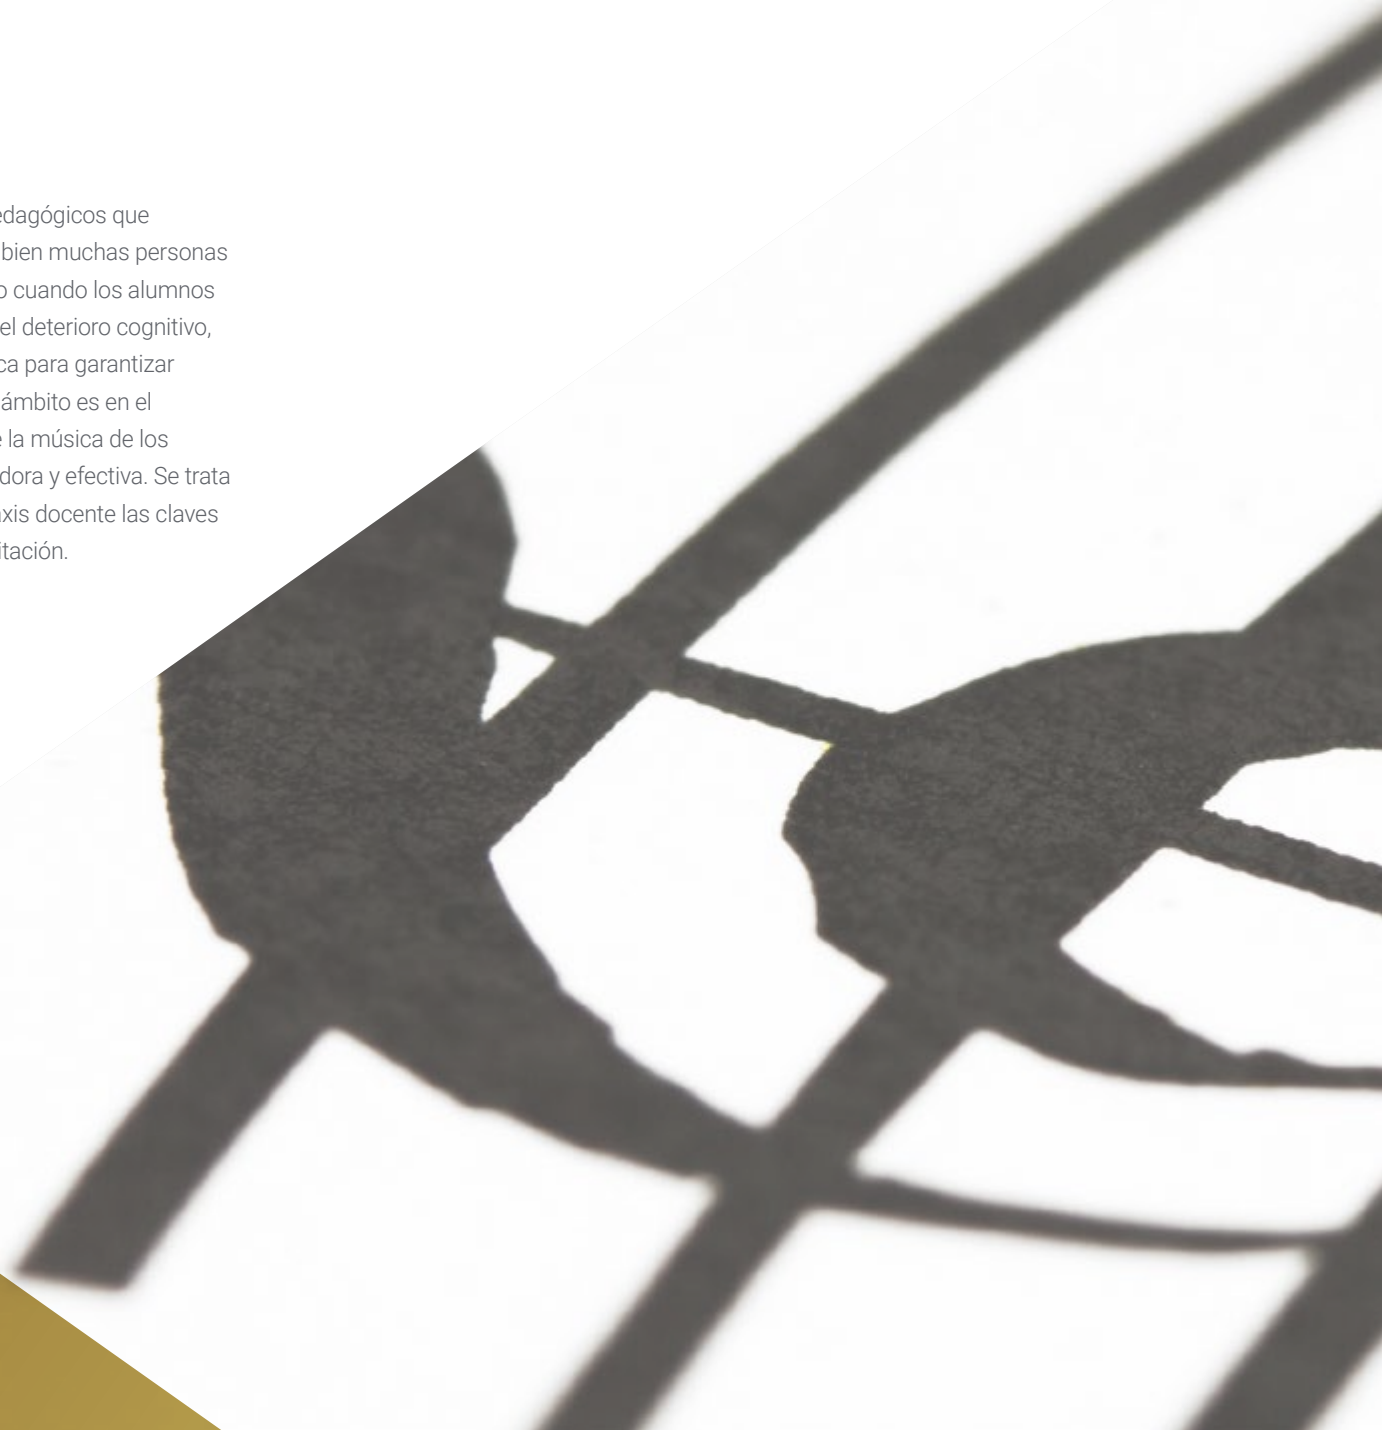 edagógicos que
bien muchas personas
o cuando los alumnos
el deterioro cognitivo,
ca para garantizar
ámbito es en el
e la música de los
dora y efectiva. Se trata
axis docente las claves
itación.